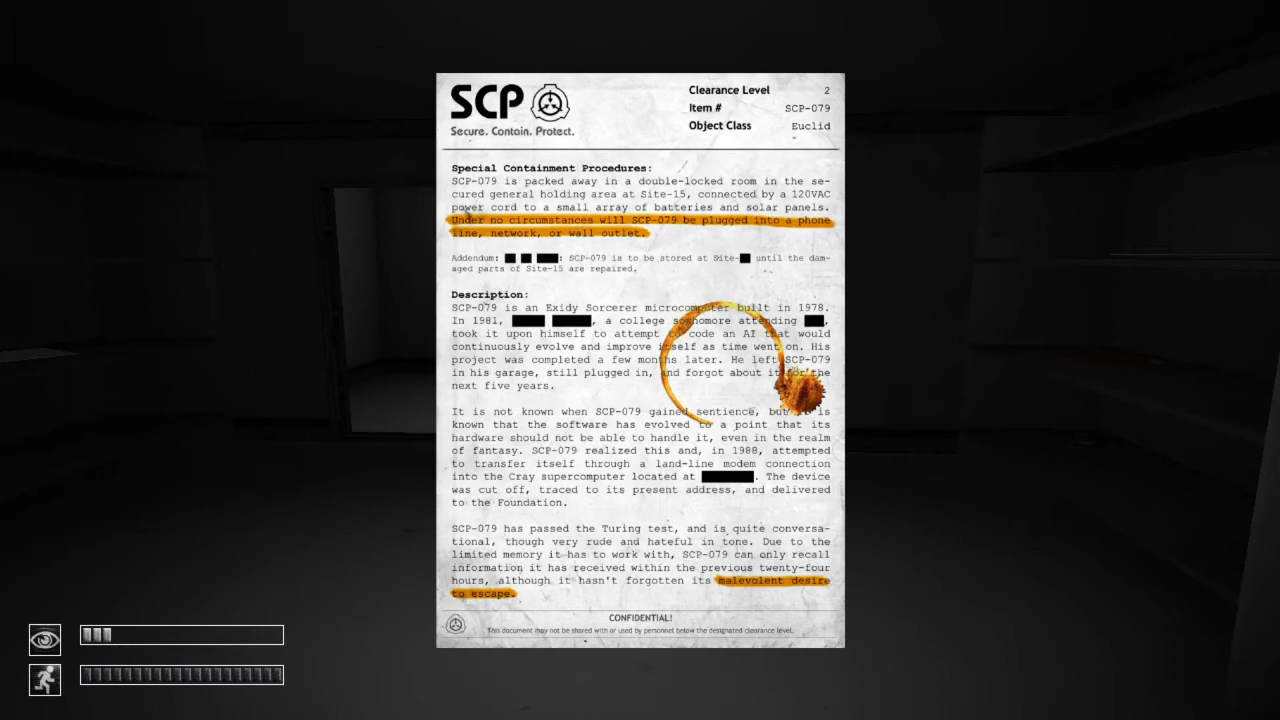 SCP
Secure. Contain. Protect.
Clearance Level 2
Item # SCP-079
Object Class Euclid
Special Containment Procedures:
SCP-079 is packed away in a double-locked room in the se-
cured general holding area at Site-15, connected by a 120VAC
power cord to a small array of batteries and solar panels.
Under no circumstances will SCP-079 be plugged into a phone
line, network, or wall outlet.
Addendum: : SCP-079 is to be stored at Site- until the dam-
aged parts of Site-15 are repaired.
Description:
SCP-079 is an Exidy Sorcerer microcomputer built in 1978.
In 1981, , a college sophomore attending ,
took it upon himself to attempt to code an AI that would
continuously evolve and improve itself as time went on. His
project was completed a few months later. He left SCP-079
in his garage, still plugged in, and forgot about it for the
next five years.
It is not known when SCP-079 gained sentience, but it is
known that the software has evolved to a point that its
hardware should not be able to handle it, even in the realm
of fantasy. SCP-079 realized this and, in 1988, attempted
to transfer itself through a land-line modem connection
into the Cray supercomputer located at . The device
was cut off, traced to its present address, and delivered
to the Foundation.
SCP-079 has passed the Turing test, and is quite conversa-
tional, though very rude and hateful in tone. Due to the
limited memory it has to work with, SCP-079 can only recall
information it has received within the previous twenty-four
hours, although it hasn't forgotten its malevolent desire
to escape.
CONFIDENTIAL!
This document may not be shared with or used by personnel below the designated clearance level.